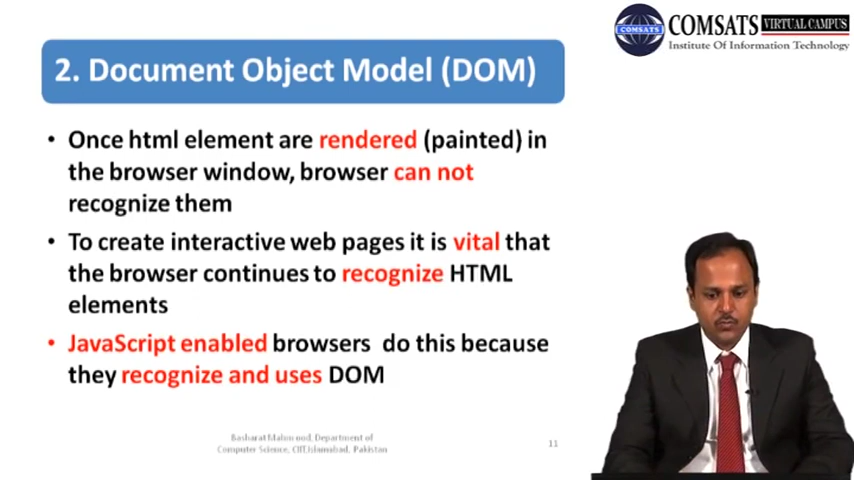 COMSATS VIRTUAL CAMPUS
COMSATS
Institute Of Information Technology
2. Document Object Model (DOM)
• Once html element are rendered (painted) in
the browser window, browser can not
recognize them
• To create interactive web pages it is vital that
the browser continues to recognize HTML
elements
• JavaScript enabled browsers do this because
they recognize and uses DOM
Basharat Mahmood, Department of
Computer Science, CIIT,Islamabad, Pakistan
11